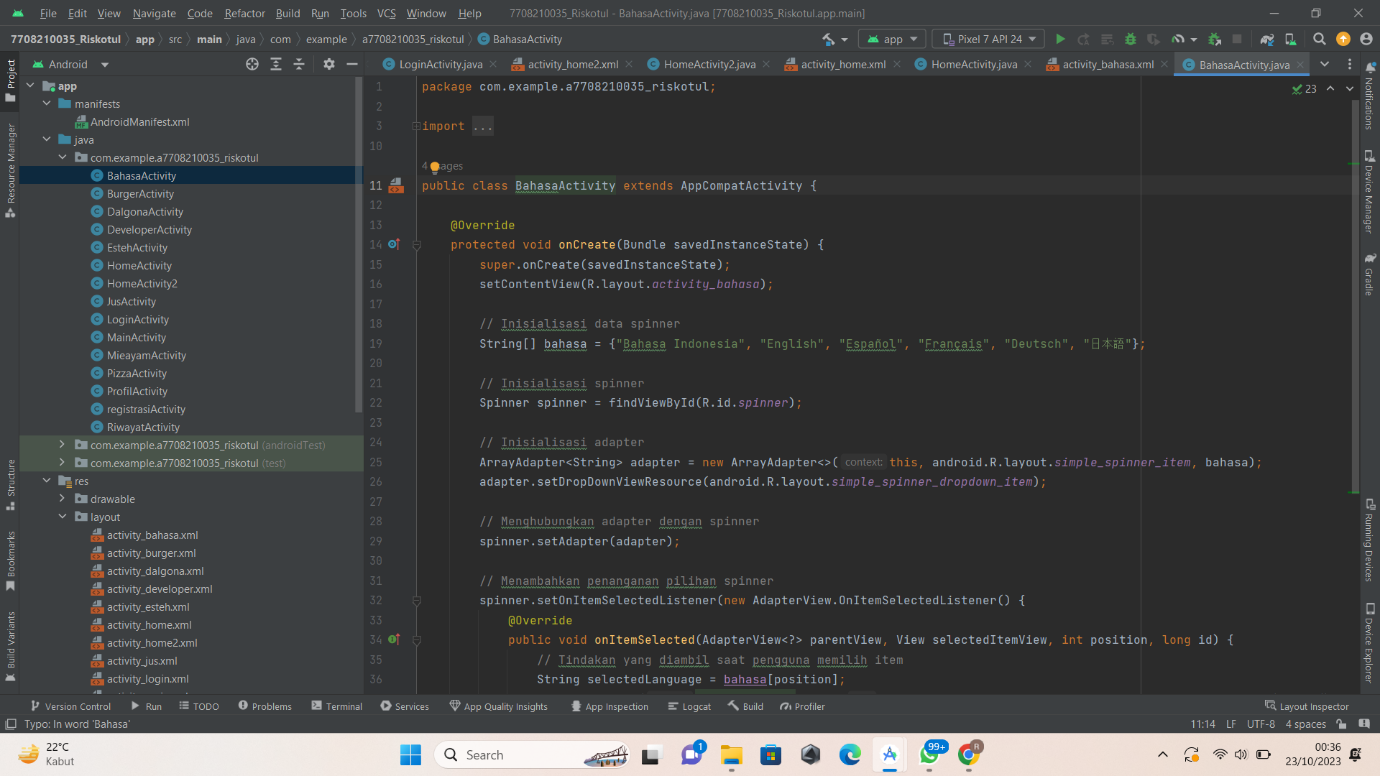 File Edit View Navigate Code Refactor Build Run Tools VCS Window Help 7708210035_Riskotul - BahasaActivity.java [7708210035_Riskotul.app.main]
7708210035_Riskotul app src main java com example a7708210035_riskotul BahasaActivity app Pixel 7 API 24
Android
LoginActivity.java activity_home2.xml HomeActivity2.java activity_home.xml HomeActivity.java activity_bahasa.xml BahasaActivity.java
Project
Resource Manager
Structure
Bookmarks
Build Variants
app
manifests
AndroidManifest.xml
java
com.example.a7708210035_riskotul
BahasaActivity
BurgerActivity
DalgonaActivity
DeveloperActivity
EstehActivity
HomeActivity
HomeActivity2
JusActivity
LoginActivity
MainActivity
MieayamActivity
PizzaActivity
ProfilActivity
registrasiActivity
RiwayatActivity
com.example.a7708210035_riskotul (androidTest)
com.example.a7708210035_riskotul (test)
res
drawable
layout
activity_bahasa.xml
activity_burger.xml
activity_dalgona.xml
activity_developer.xml
activity_esteh.xml
activity_home.xml
activity_home2.xml
activity_jus.xml
activity_login.xml
23
1 package com.example.a7708210035_riskotul;
2
3 import ...
10
4
11 public class BahasaActivity extends AppCompatActivity {
12
13 @Override
14 protected void onCreate(Bundle savedInstanceState) {
15 super.onCreate(savedInstanceState);
16 setContentView(R.layout.activity_bahasa);
17
18 // Inisialisasi data spinner
19 String[] bahasa = {"Bahasa Indonesia", "English", "Español", "Français", "Deutsch", "日本語"};
20
21 // Inisialisasi spinner
22 Spinner spinner = findViewById(R.id.spinner);
23
24 // Inisialisasi adapter
25 ArrayAdapter<String> adapter = new ArrayAdapter<>( context: this, android.R.layout.simple_spinner_item, bahasa);
26 adapter.setDropDownViewResource(android.R.layout.simple_spinner_dropdown_item);
27
28 // Menghubungkan adapter dengan spinner
29 spinner.setAdapter(adapter);
30
31 // Menambahkan penanganan pilihan spinner
32 spinner.setOnItemSelectedListener(new AdapterView.OnItemSelectedListener() {
33 @Override
34 public void onItemSelected(AdapterView<?> parentView, View selectedItemView, int position, long id) {
35 // Tindakan yang diambil saat pengguna memilih item
36 String selectedLanguage = bahasa[position];
Notifications
Device Manager
Gradle
Running Devices
Device Explorer
Version Control Run TODO Problems Terminal Services App Quality Insights App Inspection Logcat Build Profiler Layout Inspector
Typo: In word 'Bahasa' 11:14 LF UTF-8 4 spaces
22°C
Kabut
Search
1
99+
R
00:36
23/10/2023